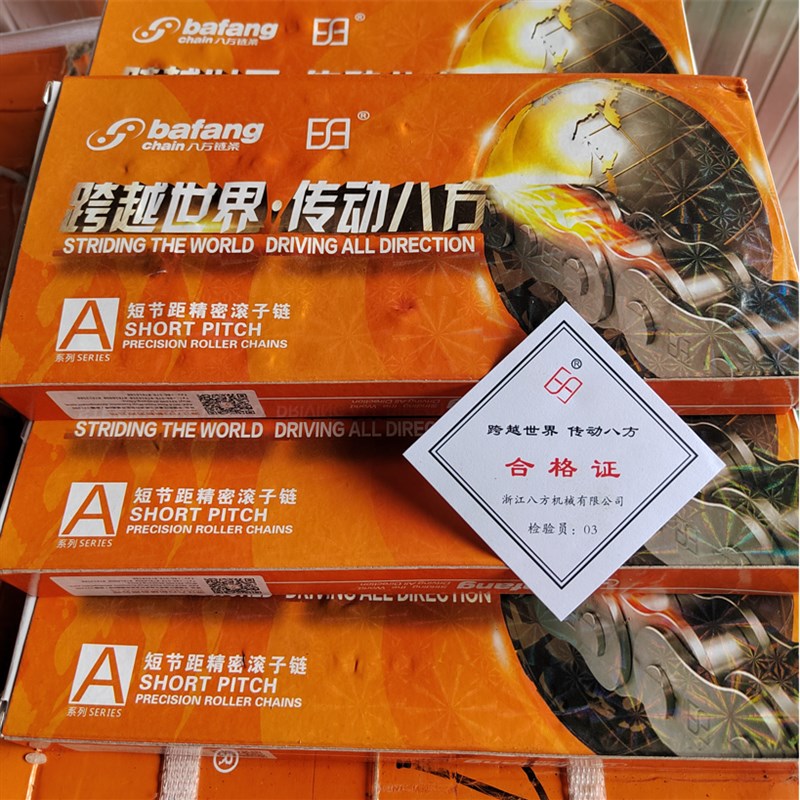 bafang
chain 八方链条
®
bafang
chain 八方链条
®
跨越世界·传动八方
STRIDING THE WORLD DRIVING ALL DIRECTION
A
短节距精密滚子链
SHORT PITCH
PRECISION ROLLER CHAINS
系列 SERIES
®
跨越世界 传动八方
合格证
浙江八方机械有限公司
检验员：03
STRIDING THE WORLD DRIVING ALL DIREC
A
短节距精密滚子链
SHORT PITCH
PRECISION ROLLER CHAINS
系列 SERIES
bafang
DRIVING ALL DIRECTION
A
短节距精密滚子链
SHORT PITCH
PRECISION ROLLER CHAINS
系列 SERIES
®